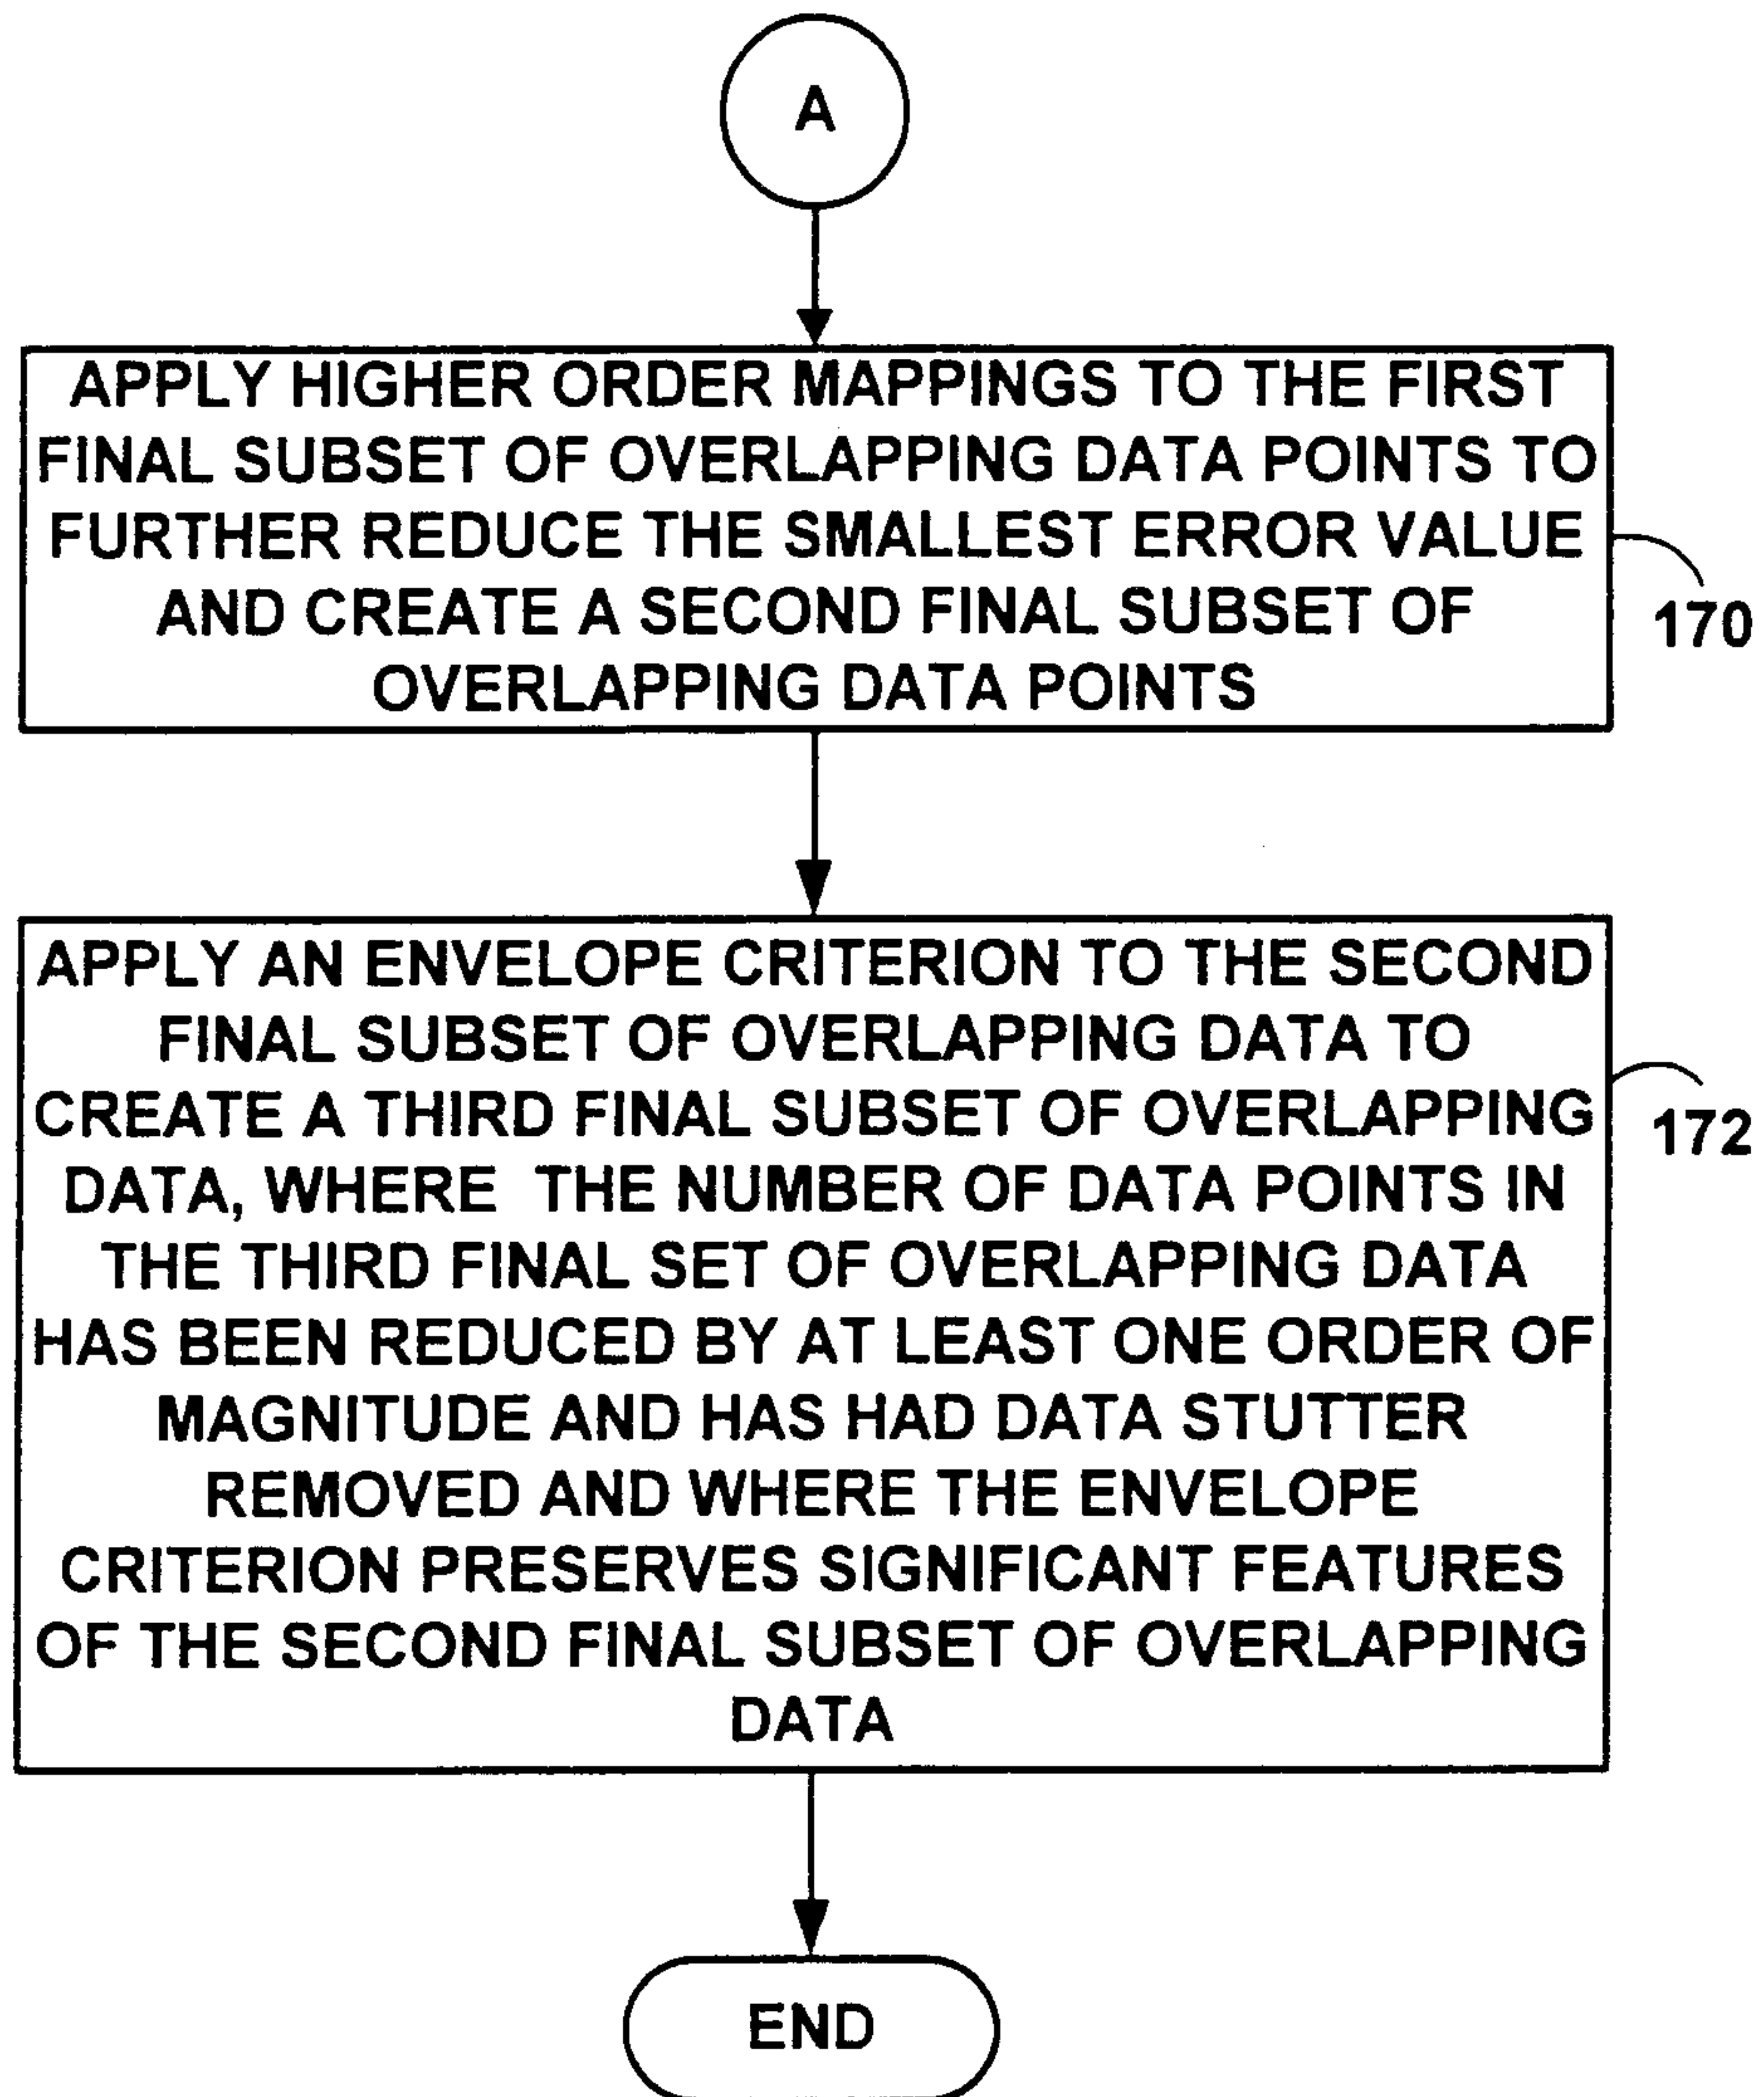 A
APPLY HIGHER ORDER MAPPINGS TO THE FIRST
FINAL SUBSET OF OVERLAPPING DATA POINTS TO
FURTHER REDUCE THE SMALLEST ERROR VALUE
AND CREATE A SECOND FINAL SUBSET OF
OVERLAPPING DATA POINTS
170
APPLY AN ENVELOPE CRITERION TO THE SECOND
FINAL SUBSET OF OVERLAPPING DATA TO
CREATE A THIRD FINAL SUBSET OF OVERLAPPING
DATA, WHERE THE NUMBER OF DATA POINTS IN
THE THIRD FINAL SET OF OVERLAPPING DATA
HAS BEEN REDUCED BY AT LEAST ONE ORDER OF
MAGNITUDE AND HAS HAD DATA STUTTER
REMOVED AND WHERE THE ENVELOPE
CRITERION PRESERVES SIGNIFICANT FEATURES
OF THE SECOND FINAL SUBSET OF OVERLAPPING
DATA
172
END